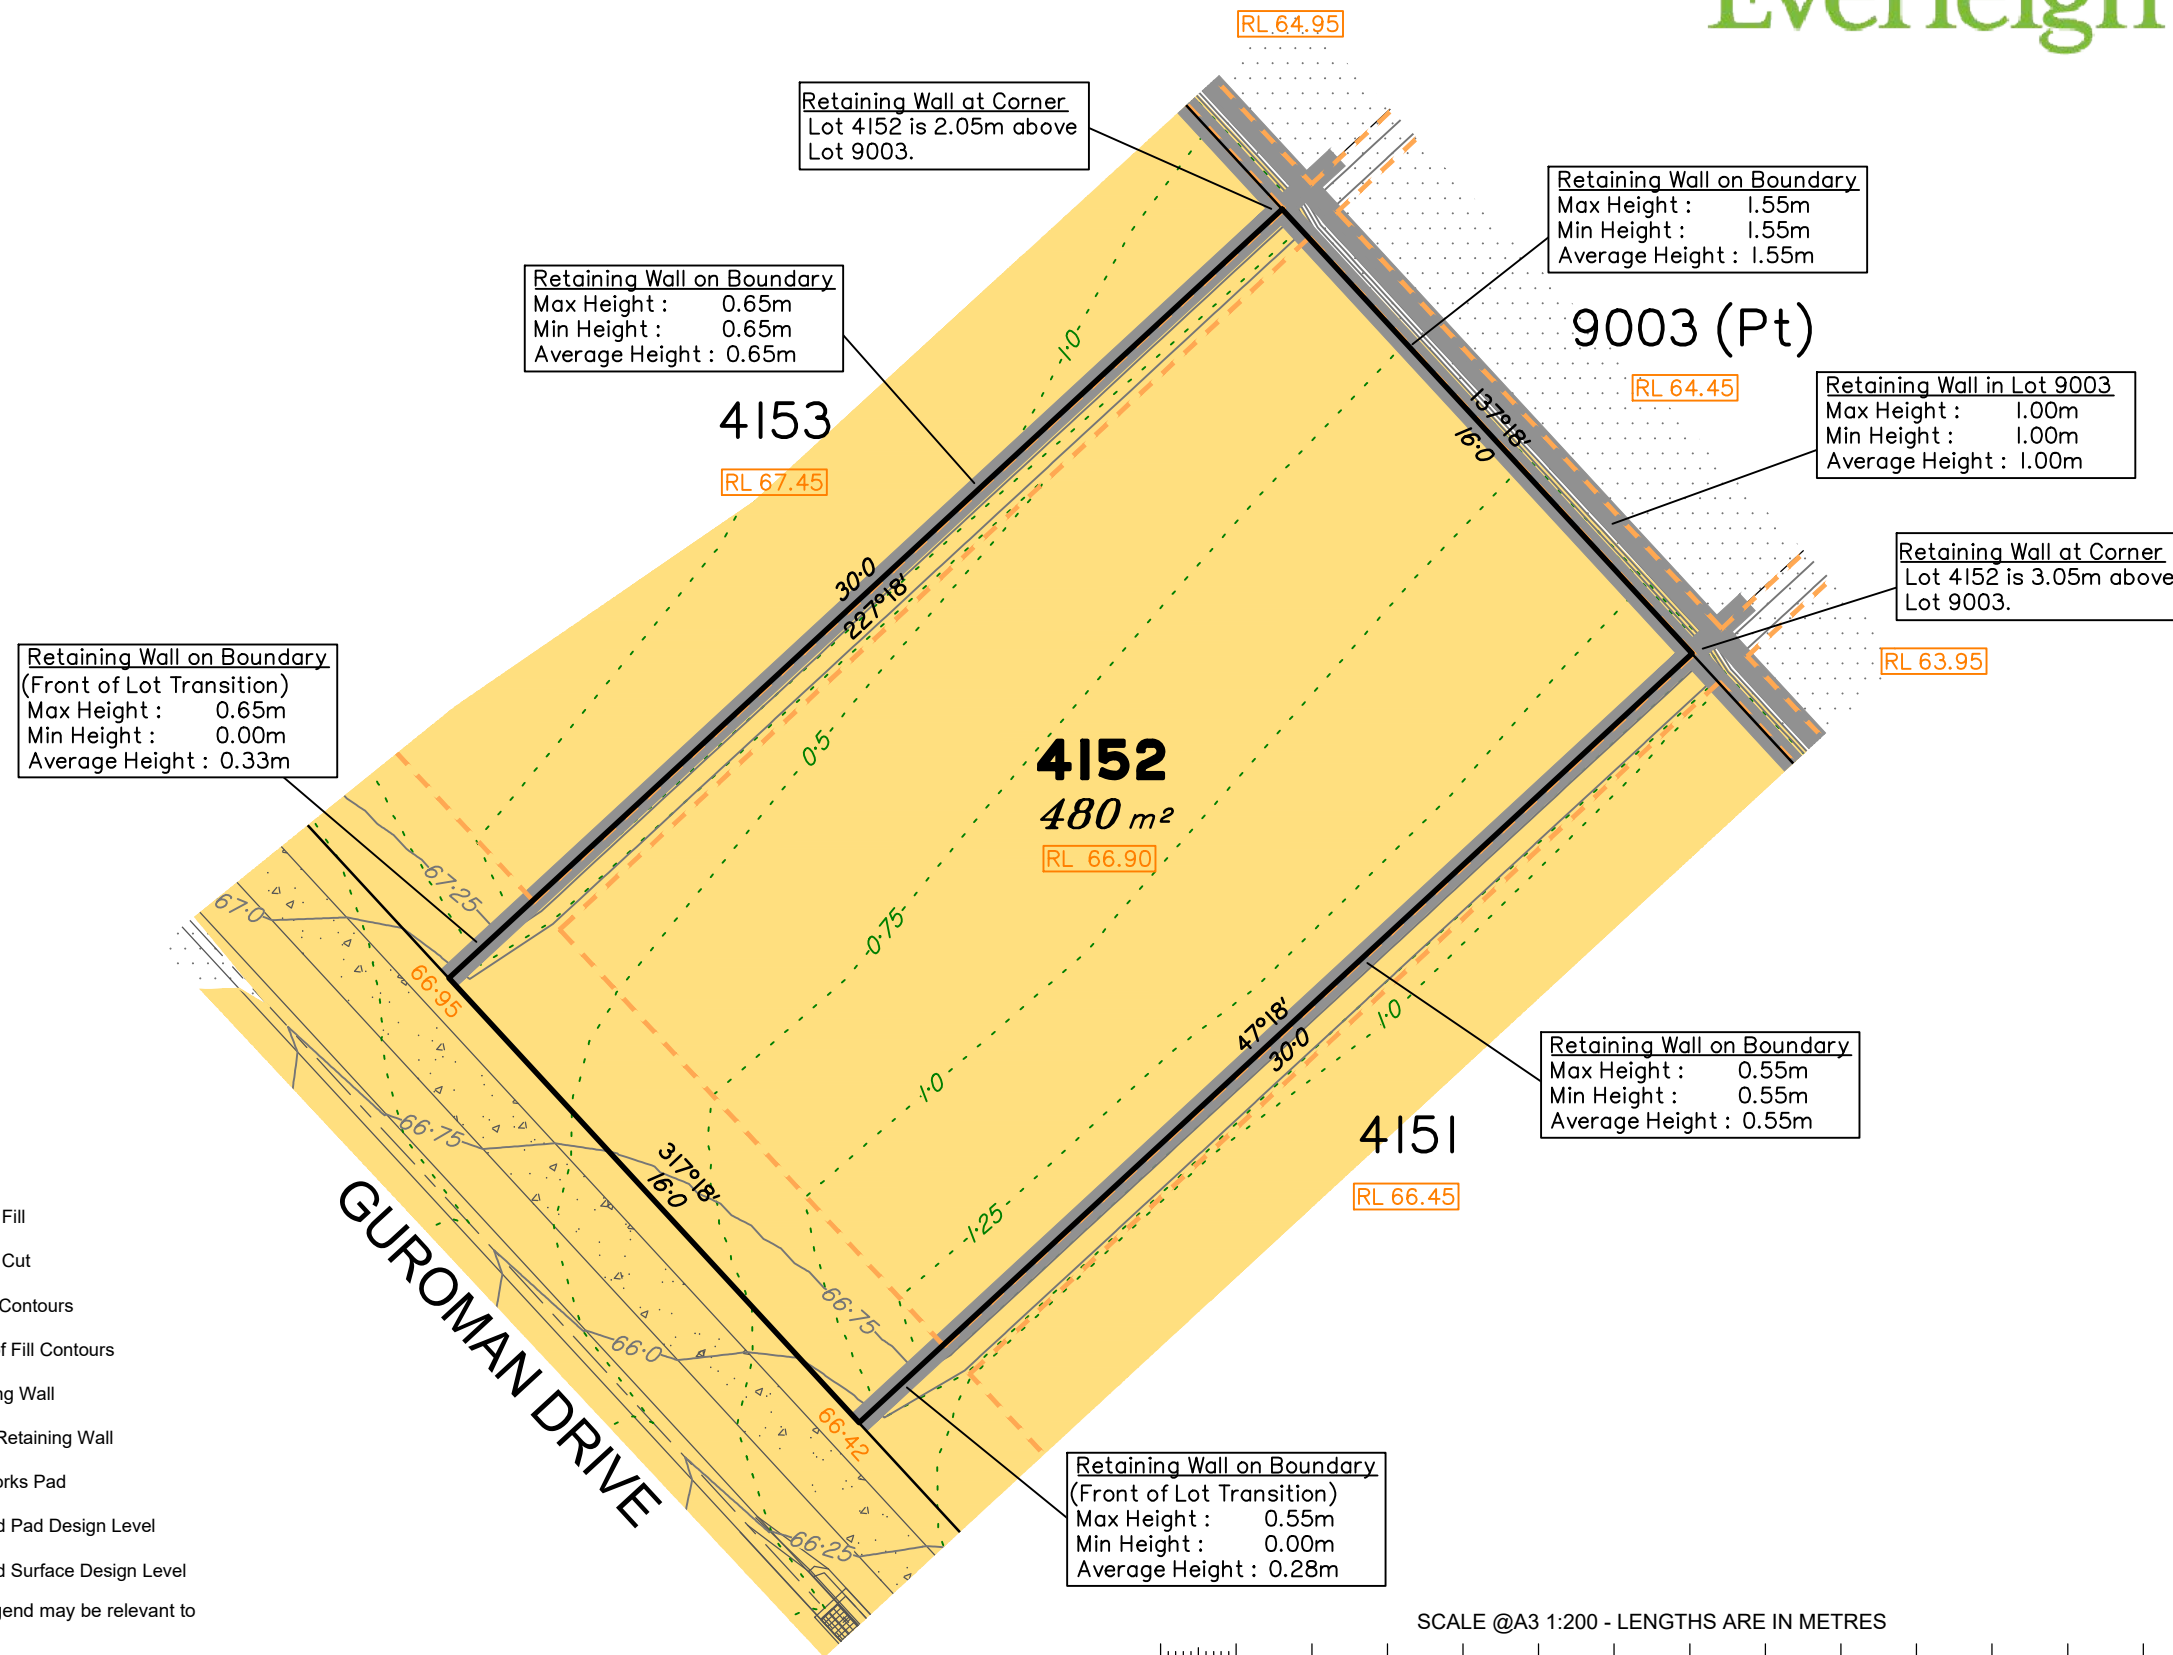 Everleigh
RL 64.95
Retaining Wall at Corner
Lot 4152 is 2.05m above
Lot 9003.
Retaining Wall on Boundary
Max Height : 1.55m
Min Height : 1.55m
Average Height : 1.55m
Retaining Wall on Boundary
Max Height : 0.65m
Min Height : 0.65m
Average Height : 0.65m
9003 (Pt)
RL 64.45
Retaining Wall in Lot 9003
Max Height : 1.00m
Min Height : 1.00m
Average Height : 1.00m
4153
RL 67.45
1·0
137°18'
16·0
Retaining Wall at Corner
Lot 4152 is 3.05m above
Lot 9003.
RL 63.95
30·0
227°18'
Retaining Wall on Boundary
(Front of Lot Transition)
Max Height : 0.65m
Min Height : 0.00m
Average Height : 0.33m
0·5
4152
480 m²
RL 66.90
67·25
67·0
66·95
0·75
1·0
1·25
47°18'
30·0
1·0
Retaining Wall on Boundary
Max Height : 0.55m
Min Height : 0.55m
Average Height : 0.55m
4151
RL 66.45
66·75
317°18'
16·0
66·75
66·0
66·42
66·25
GUROMAN DRIVE
Retaining Wall on Boundary
(Front of Lot Transition)
Max Height : 0.55m
Min Height : 0.00m
Average Height : 0.28m
Fill
Cut
Contours
f Fill Contours
ng Wall
Retaining Wall
orks Pad
d Pad Design Level
d Surface Design Level
gend may be relevant to
SCALE @A3 1:200 - LENGTHS ARE IN METRES